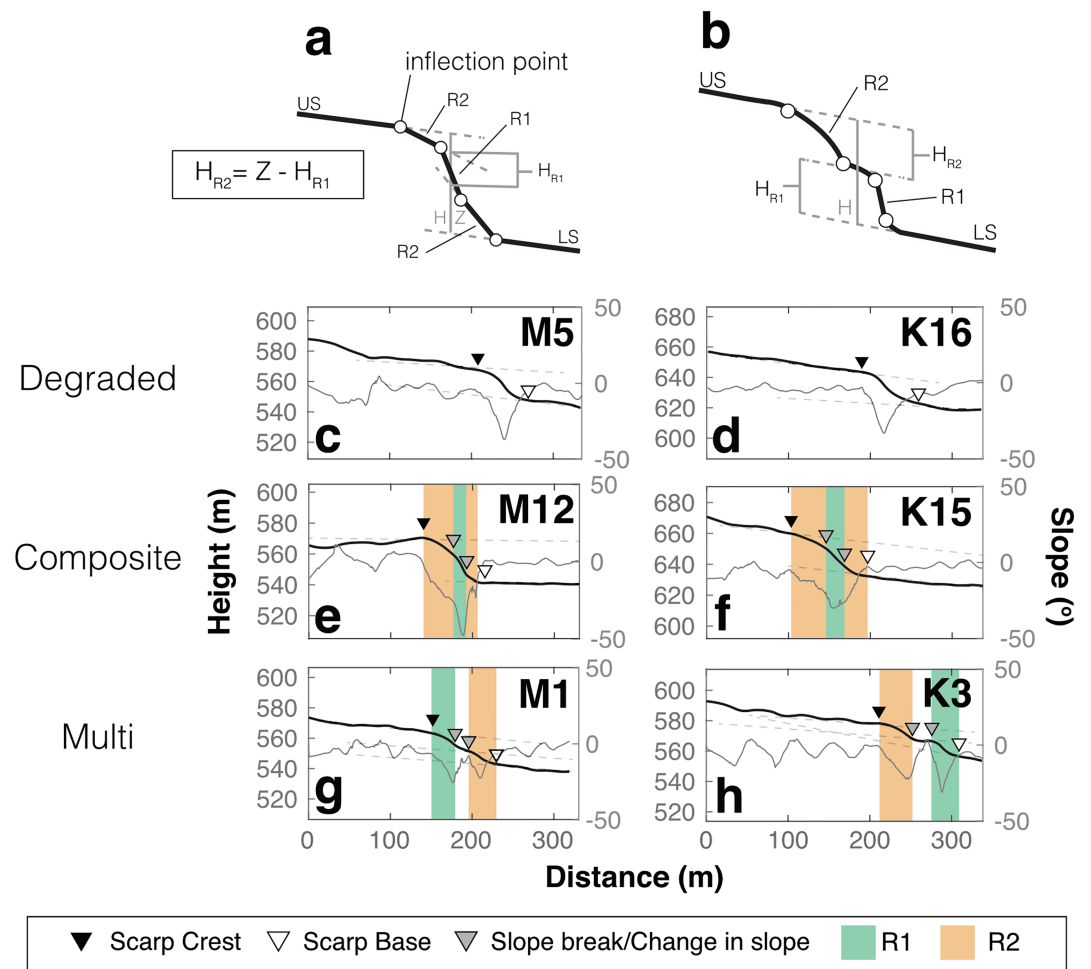 a
b
inflection point
US
R2
R1
H_R1
H Z
R2
LS
H_R2= Z - H_R1
US
R2
H_R2
H_R1
H
R1
LS
Degraded
600
580
560
540
520
M5
c
50
0
-50
680
660
640
620
600
K16
d
50
0
-50
Composite
Height (m)
600
580
560
540
520
M12
e
50
0
-50
680
660
640
620
600
K15
f
50
0
-50
Slope (º)
Multi
600
580
560
540
520
M1
g
50
0
-50
0 100 200 300
600
580
560
540
520
K3
h
50
0
-50
0 100 200 300
Distance (m)
Scarp Crest Scarp Base Slope break/Change in slope R1 R2